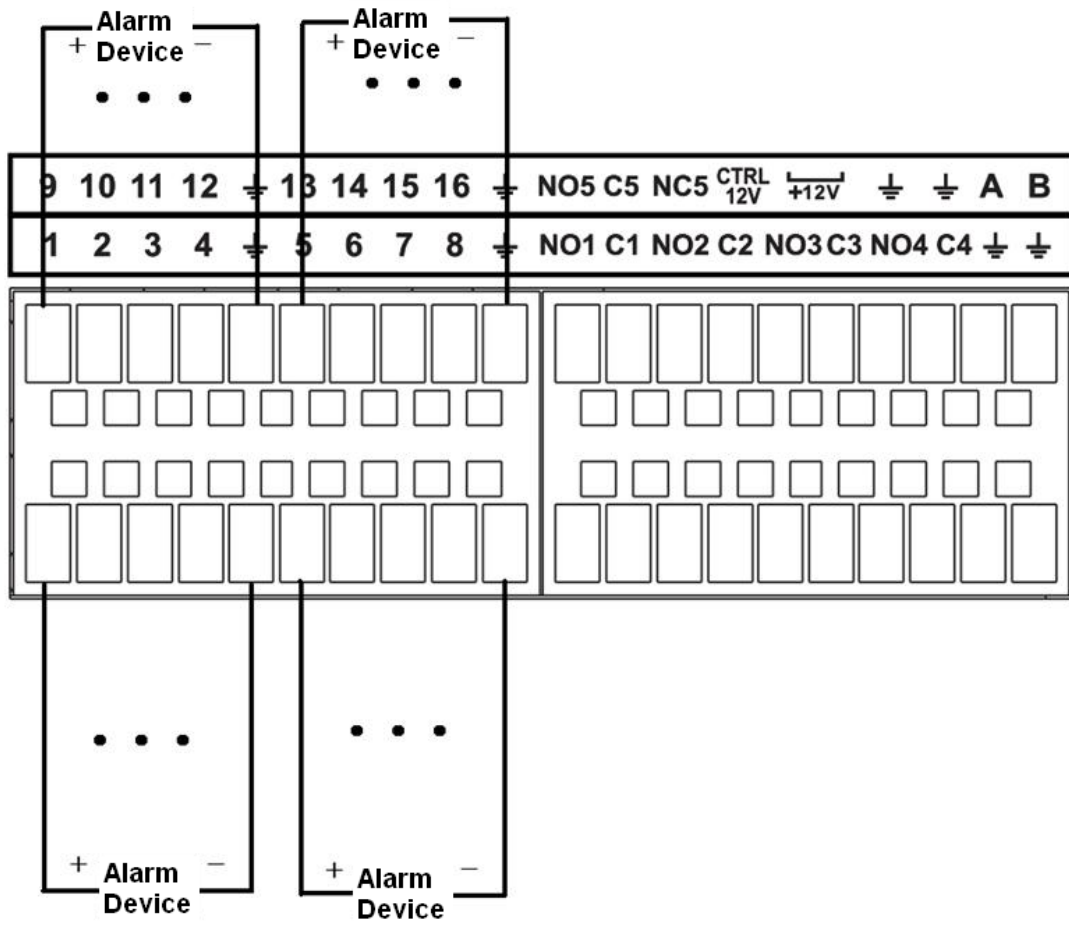 Alarm
Device
+ −
Alarm
Device
+ −
9 10 11 12 ⏚ 13 14 15 16 ⏚ NO5 C5 NC5 CTRL 12V +12V ⏚ ⏚ A B
1 2 3 4 ⏚ 5 6 7 8 ⏚ NO1 C1 NO2 C2 NO3 C3 NO4 C4 ⏚ ⏚
+ −
Alarm
Device
+ −
Alarm
Device